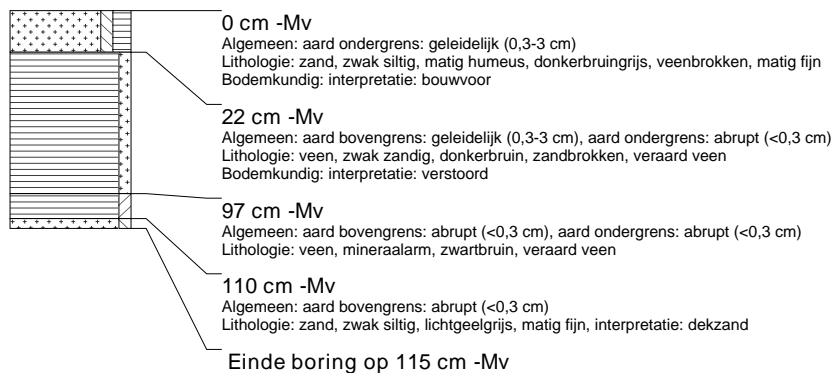 0 cm -Mv
Algemeen: aard ondergrens: geleidelijk (0,3-3 cm)
Lithologie: zand, zwak siltig, matig humeus, donkerbruingrijs, veenbrokken, matig fijn
Bodemkundig: interpretatie: bouwvoor
22 cm -Mv
Algemeen: aard bovengrens: geleidelijk (0,3-3 cm), aard ondergrens: abrupt (<0,3 cm)
Lithologie: veen, zwak zandig, donkerbruin, zandbrokken, veraard veen
Bodemkundig: interpretatie: verstoord
97 cm -Mv
Algemeen: aard bovengrens: abrupt (<0,3 cm), aard ondergrens: abrupt (<0,3 cm)
Lithologie: veen, mineraalarm, zwartbruin, veraard veen
110 cm -Mv
Algemeen: aard bovengrens: abrupt (<0,3 cm)
Lithologie: zand, zwak siltig, lichtgeelgrijs, matig fijn, interpretatie: dekzand
Einde boring op 115 cm -Mv